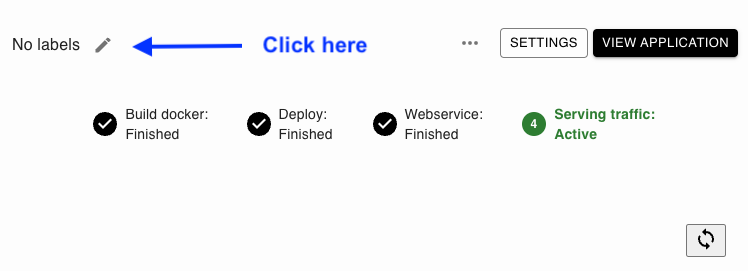 No labels
Click here
...
SETTINGS
VIEW APPLICATION
Build docker:
Finished
Deploy:
Finished
Webservice:
Finished
4
Serving traffic:
Active